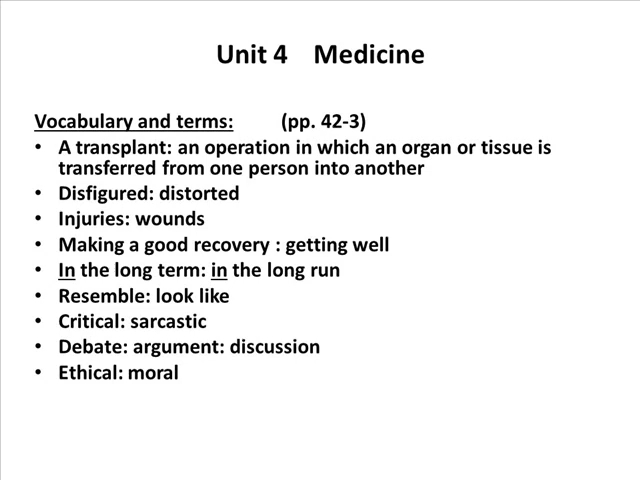 Unit 4 Medicine
Vocabulary and terms: (pp. 42-3)
• A transplant: an operation in which an organ or tissue is
transferred from one person into another
• Disfigured: distorted
• Injuries: wounds
• Making a good recovery : getting well
• In the long term: in the long run
• Resemble: look like
• Critical: sarcastic
• Debate: argument: discussion
• Ethical: moral